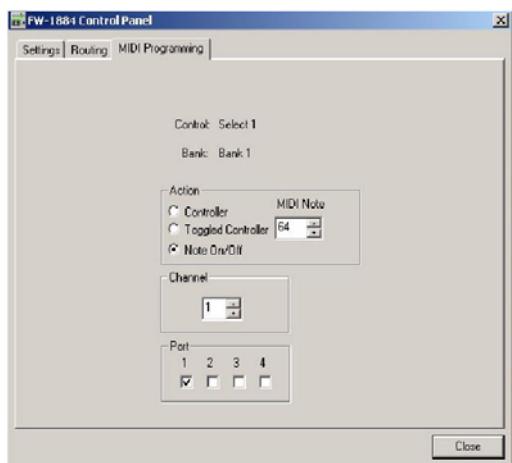 FW-1884 Control Panel
Settings Routing MIDI Programming
Control: Select 1
Bank: Bank 1
Action
MIDI Note
Controller
Toggled Controller 64
Note On/Off
Channel
1
Port
1 2 3 4
Close